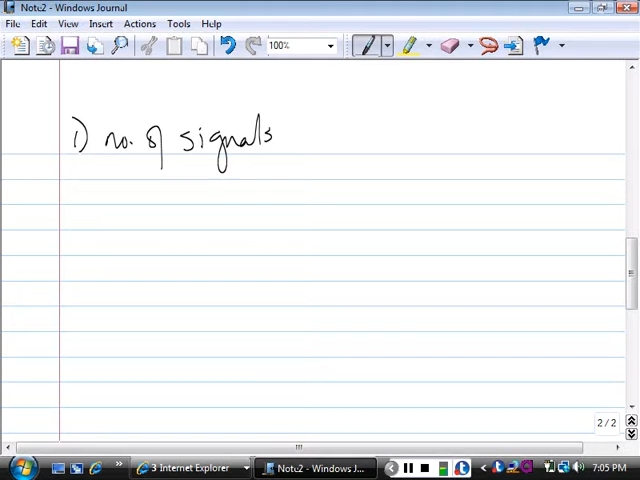 Note2 - Windows Journal
File Edit View Insert Actions Tools Help
100%
1) no. of signals
2 / 2
3 Internet Explorer
Note2 - Windows J...
7:05 PM